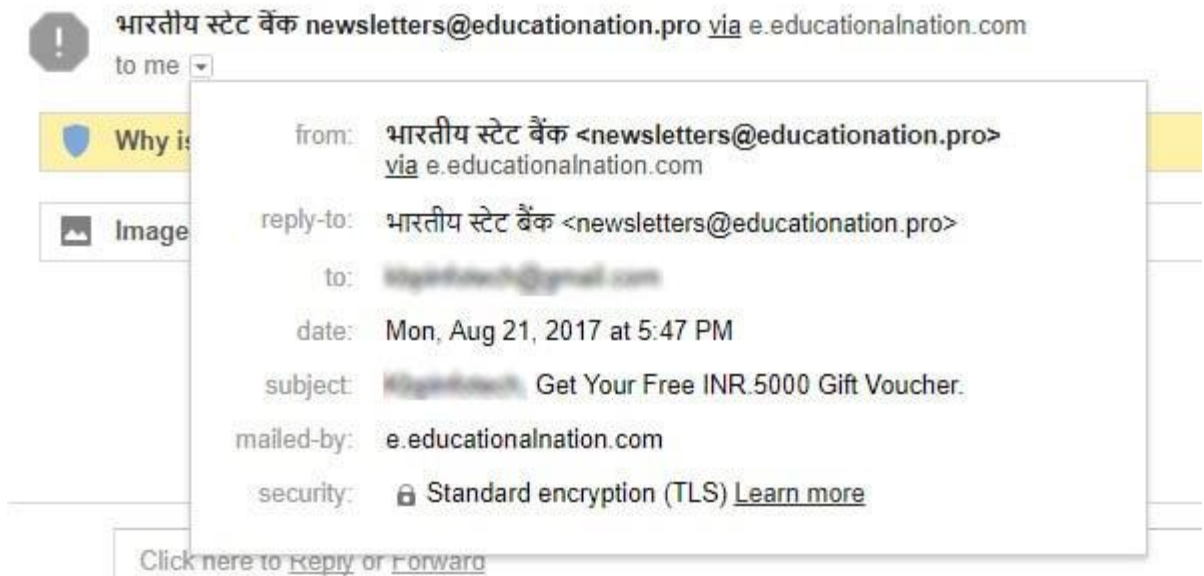 भारतीय स्टेट बैंक newsletters@educationation.pro via e.educationalnation.com
to me
Why is
from: भारतीय स्टेट बैंक <newsletters@educationation.pro>
via e.educationalnation.com
Image
reply-to: भारतीय स्टेट बैंक <newsletters@educationation.pro>
to:
date: Mon, Aug 21, 2017 at 5:47 PM
subject: Get Your Free INR.5000 Gift Voucher.
mailed-by: e.educationalnation.com
security: Standard encryption (TLS) Learn more
Click here to Reply or Forward